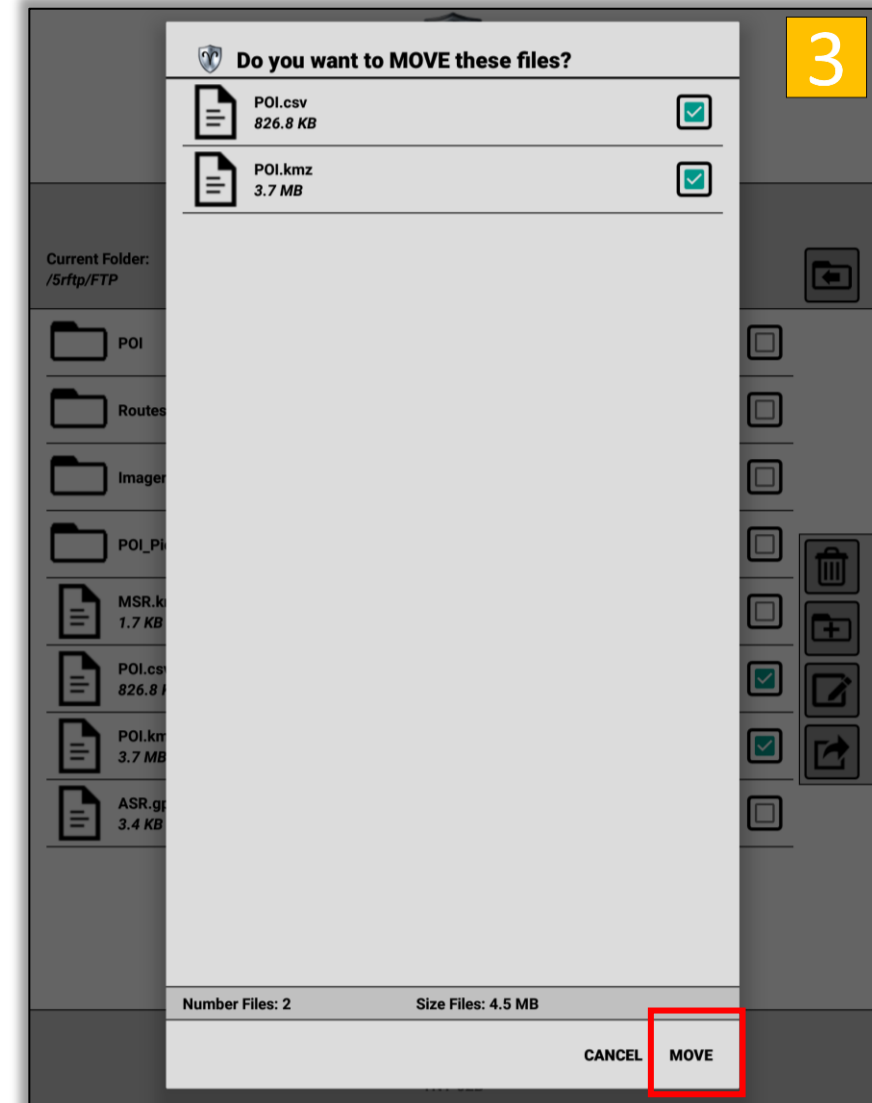 3
Do you want to MOVE these files?
POI.csv
826.8 KB
POI.kmz
3.7 MB
Current Folder:
/5rftp/FTP
POI
Routes
Imager
POI_Pi
MSR.k
1.7 KB
POI.csv
826.8
POI.km
3.7 MB
ASR.gp
3.4 KB
Number Files: 2
Size Files: 4.5 MB
CANCEL
MOVE